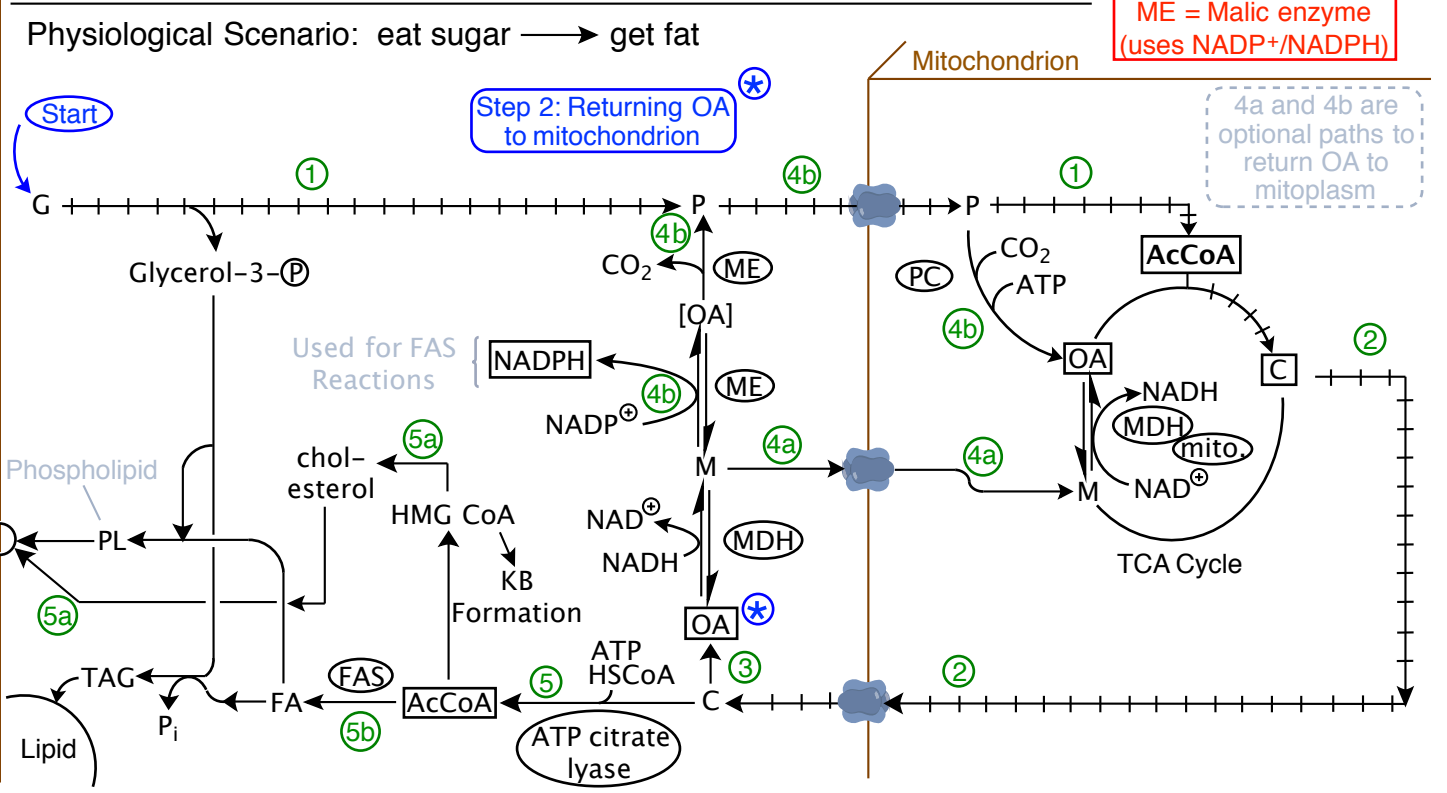 ME = Malic enzyme
(uses NADP+/NADPH)
Physiological Scenario: eat sugar → get fat
Mitochondrion
Start
Step 2: Returning OA
to mitochondrion
*
4a and 4b are
optional paths to
return OA to
mitoplasm
1
4b
1
G
P
P
4b
CO2
ME
AcCoA
Glycerol-3-P
PC
CO2
ATP
[OA]
4b
Used for FAS
Reactions
NADPH
ME
OA
C
2
4b
NADP+
NADH
MDH
mito.
5a
chol-
esterol
M
4a
4a
M
NAD+
Phospholipid
HMG CoA
NAD+
NADH
MDH
PL
KB
Formation
TCA Cycle
5a
OA
*
ATP
HSCoA
3
2
TAG
FAS
5
FA
AcCoA
C
Pi
5b
ATP citrate
lyase
Lipid